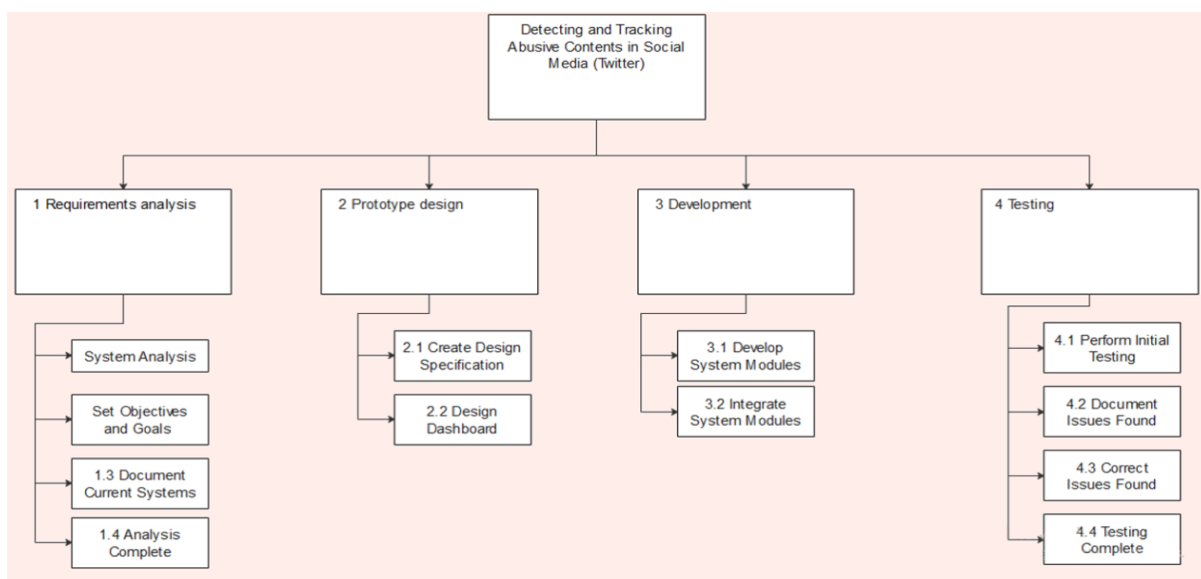 Detecting and Tracking
Abusive Contents in Social
Media (Twitter)
1 Requirements analysis
2 Prototype design
3 Development
4 Testing
System Analysis
Set Objectives
and Goals
1.3 Document
Current Systems
1.4 Analysis
Complete
2.1 Create Design
Specification
2.2 Design
Dashboard
3.1 Develop
System Modules
3.2 Integrate
System Modules
4.1 Perform Initial
Testing
4.2 Document
Issues Found
4.3 Correct
Issues Found
4.4 Testing
Complete